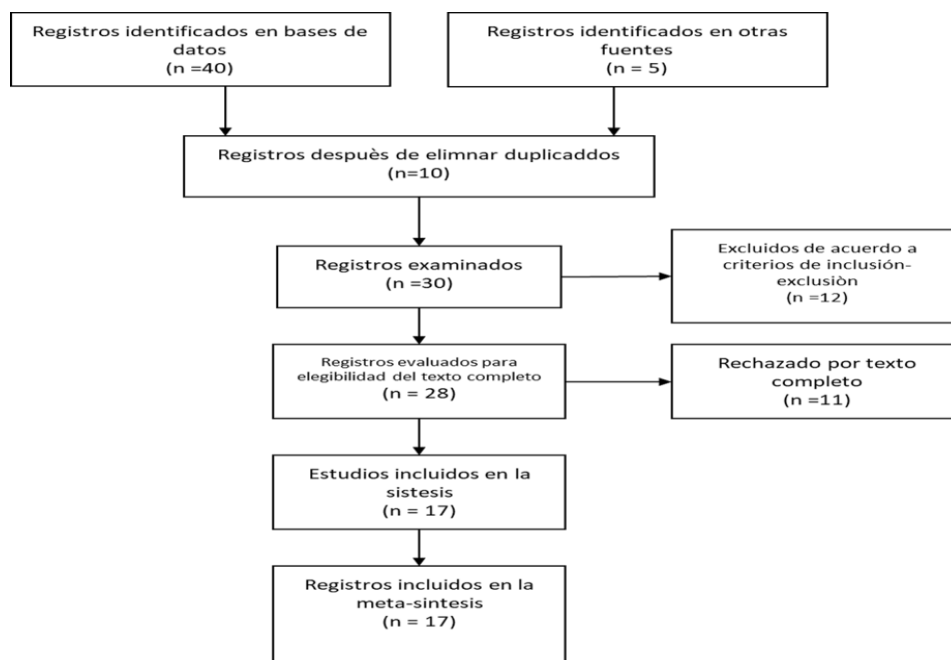 Registros identificados en bases de
datos
(n =40)
Registros identificados en otras
fuentes
(n = 5)
Registros despuès de elimnar duplicaddos
(n=10)
Registros examinados
(n =30)
Excluidos de acuerdo a
criterios de inclusión-
exclusiòn
(n =12)
Registros evaluados para
elegibilidad del texto completo
(n = 28)
Rechazado por texto
completo
(n =11)
Estudios incluidos en la
sistesis
(n = 17)
Registros incluidos en la
meta-sintesis
(n = 17)